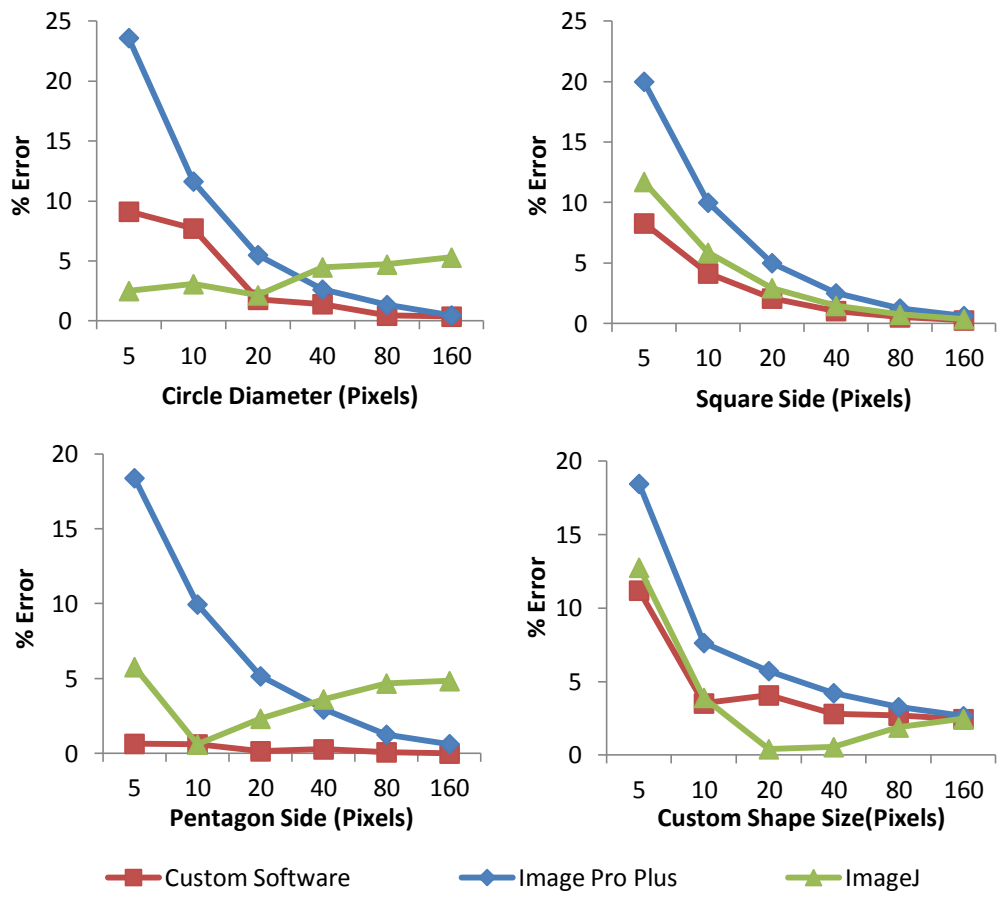 25
20
15
10
5
0
% Error
5 10 20 40 80 160
Circle Diameter (Pixels)
25
20
15
10
5
0
% Error
5 10 20 40 80 160
Square Side (Pixels)
20
15
10
5
0
% Error
5 10 20 40 80 160
Pentagon Side (Pixels)
20
15
10
5
0
% Error
5 10 20 40 80 160
Custom Shape Size(Pixels)
Custom Software Image Pro Plus ImageJ